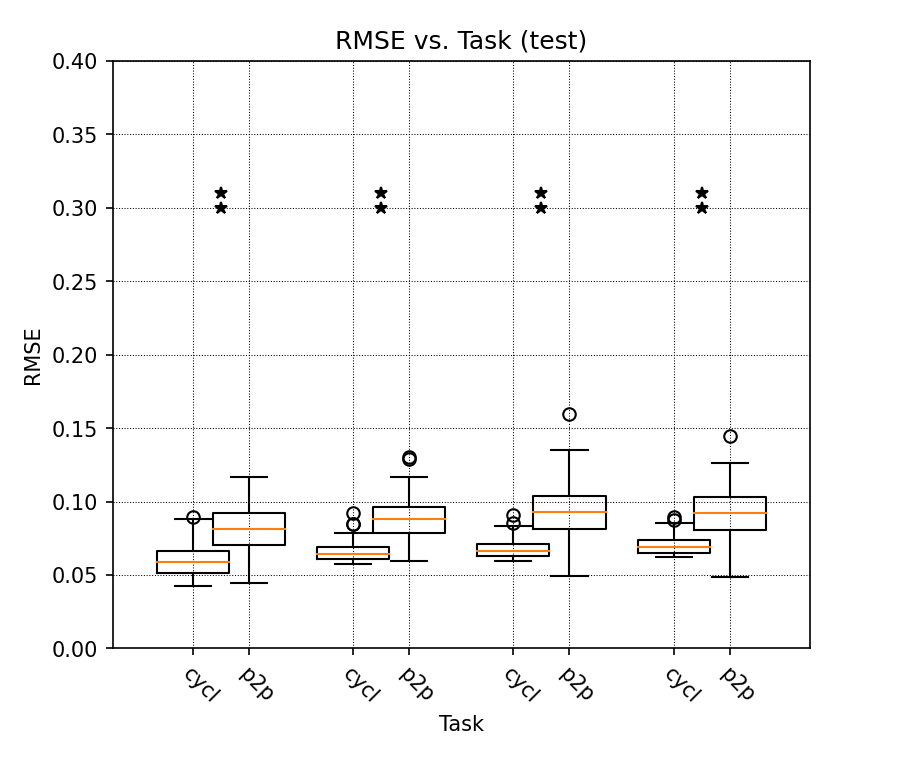 RMSE vs. Task (test)
0.40
0.35
0.30
0.25
0.20
0.15
0.10
0.05
0.00
RMSE
cycl p2p cycl p2p cycl p2p cycl p2p
Task